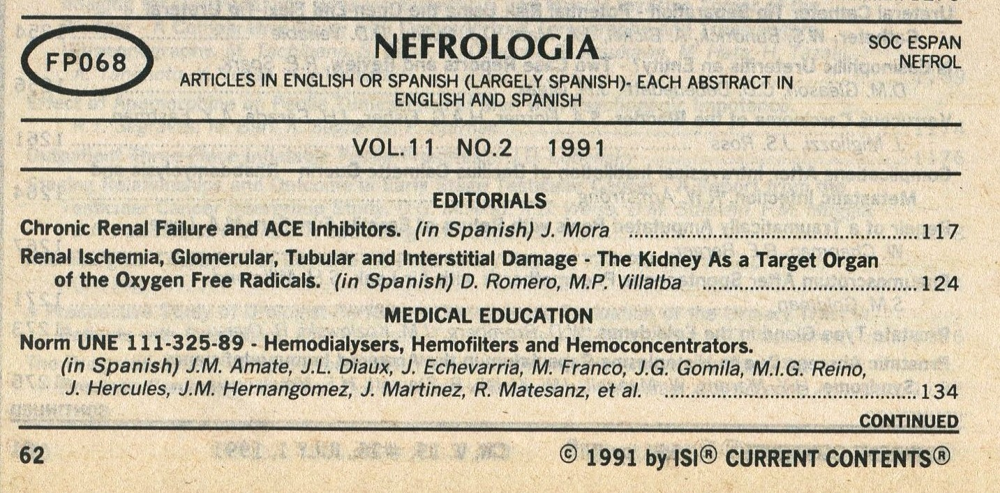 FP068
NEFROLOGIA
SOC ESPAN
NEFROL
ARTICLES IN ENGLISH OR SPANISH (LARGELY SPANISH)- EACH ABSTRACT IN
ENGLISH AND SPANISH
VOL.11 NO.2 1991
EDITORIALS
Chronic Renal Failure and ACE Inhibitors. (in Spanish) J. Mora ........................................................ 117
Renal Ischemia, Glomerular, Tubular and Interstitial Damage - The Kidney As a Target Organ
of the Oxygen Free Radicals. (in Spanish) D. Romero, M.P. Villalba .......................................... 124
MEDICAL EDUCATION
Norm UNE 111-325-89 - Hemodialysers, Hemofilters and Hemoconcentrators.
(in Spanish) J.M. Amate, J.L. Diaux, J. Echevarria, M. Franco, J.G. Gomila, M.I.G. Reino,
J. Hercules, J.M. Hernangomez, J. Martinez, R. Matesanz, et al. ................................................ 134
CONTINUED
62
© 1991 by ISI® CURRENT CONTENTS®